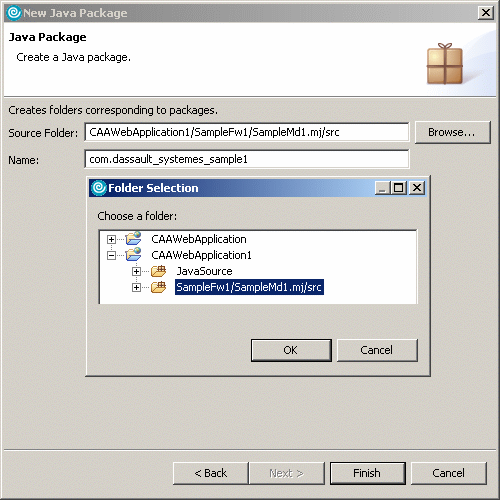 New Java Package
Java Package
Create a Java package.
Creates folders corresponding to packages.
Source Folder: CAAWebApplication1/SampleFw1/SampleMd1.mj/src Browse...
Name: com.dassault_systemes_sample1
Folder Selection
Choose a folder:
CAAWebApplication
CAAWebApplication1
JavaSource
SampleFw1/SampleMd1.mj/src
OK Cancel
< Back Next > Finish Cancel